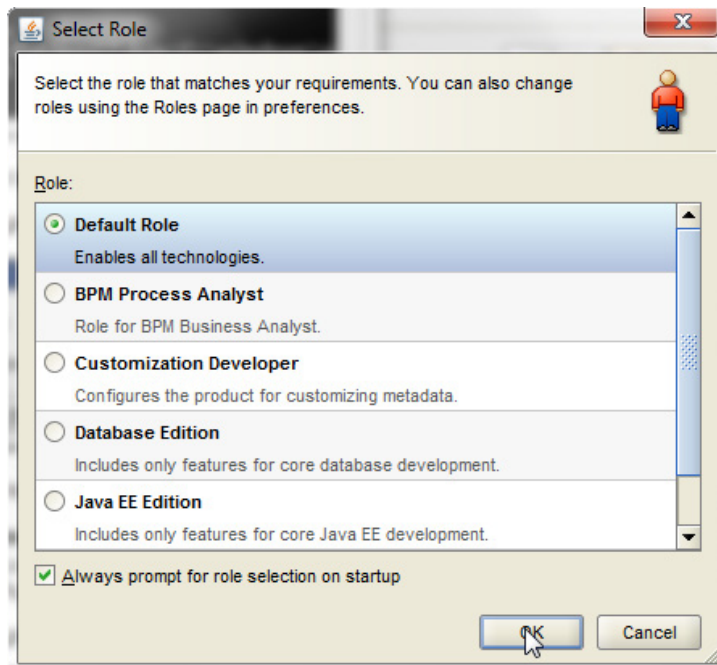 Select Role
Select the role that matches your requirements. You can also change
roles using the Roles page in preferences.
Role:
Default Role
Enables all technologies.
BPM Process Analyst
Role for BPM Business Analyst.
Customization Developer
Configures the product for customizing metadata.
Database Edition
Includes only features for core database development.
Java EE Edition
Includes only features for core Java EE development.
Always prompt for role selection on startup
OK
Cancel